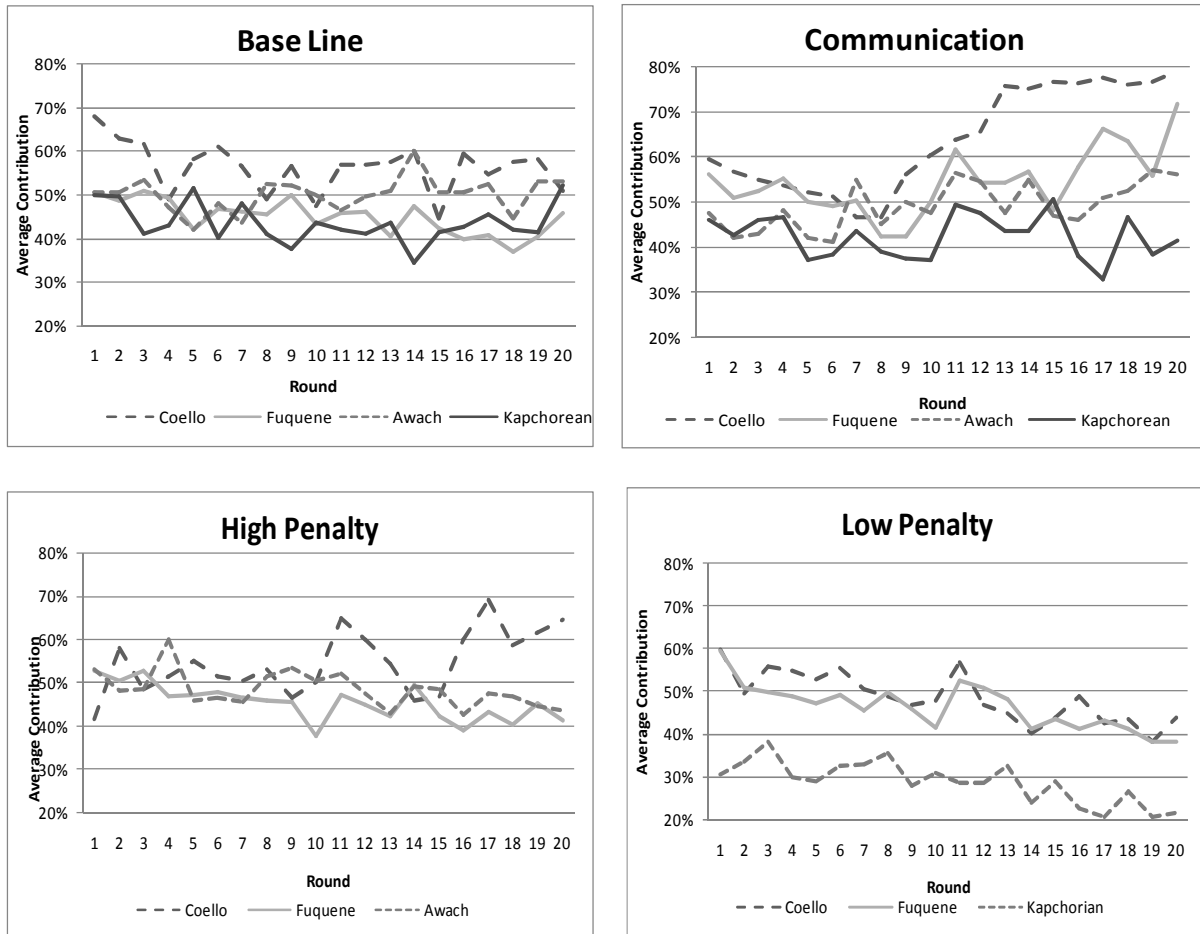 Base Line
80%
70%
60%
50%
40%
30%
20%
Average Contribution
1 2 3 4 5 6 7 8 9 10 11 12 13 14 15 16 17 18 19 20
Round
Coello Fuquene Awach Kapchorean
Communication
80%
70%
60%
50%
40%
30%
20%
Average Contribution
1 2 3 4 5 6 7 8 9 10 11 12 13 14 15 16 17 18 19 20
Round
Coello Fuquene Awach Kapchorean
High Penalty
80%
70%
60%
50%
40%
30%
20%
Average Contribution
1 2 3 4 5 6 7 8 9 10 11 12 13 14 15 16 17 18 19 20
Round
Coello Fuquene Awach
Low Penalty
80%
70%
60%
50%
40%
30%
20%
Average Contribution
1 2 3 4 5 6 7 8 9 10 11 12 13 14 15 16 17 18 19 20
Round
Coello Fuquene Kapchorian